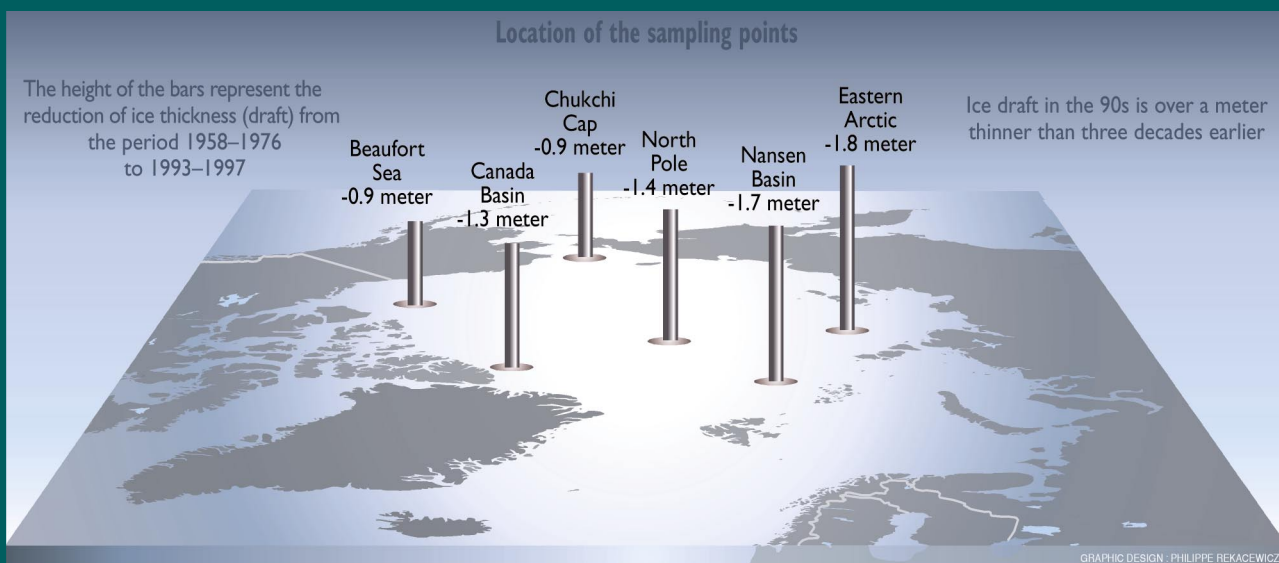 Location of the sampling points
The height of the bars represent the
reduction of ice thickness (draft) from
the period 1958–1976
to 1993–1997
Ice draft in the 90s is over a meter
thinner than three decades earlier
Beaufort
Sea
-0.9 meter
Canada
Basin
-1.3 meter
Chukchi
Cap
-0.9 meter
North
Pole
-1.4 meter
Nansen
Basin
-1.7 meter
Eastern
Arctic
-1.8 meter
GRAPHIC DESIGN : PHILIPPE REKACEWICZ